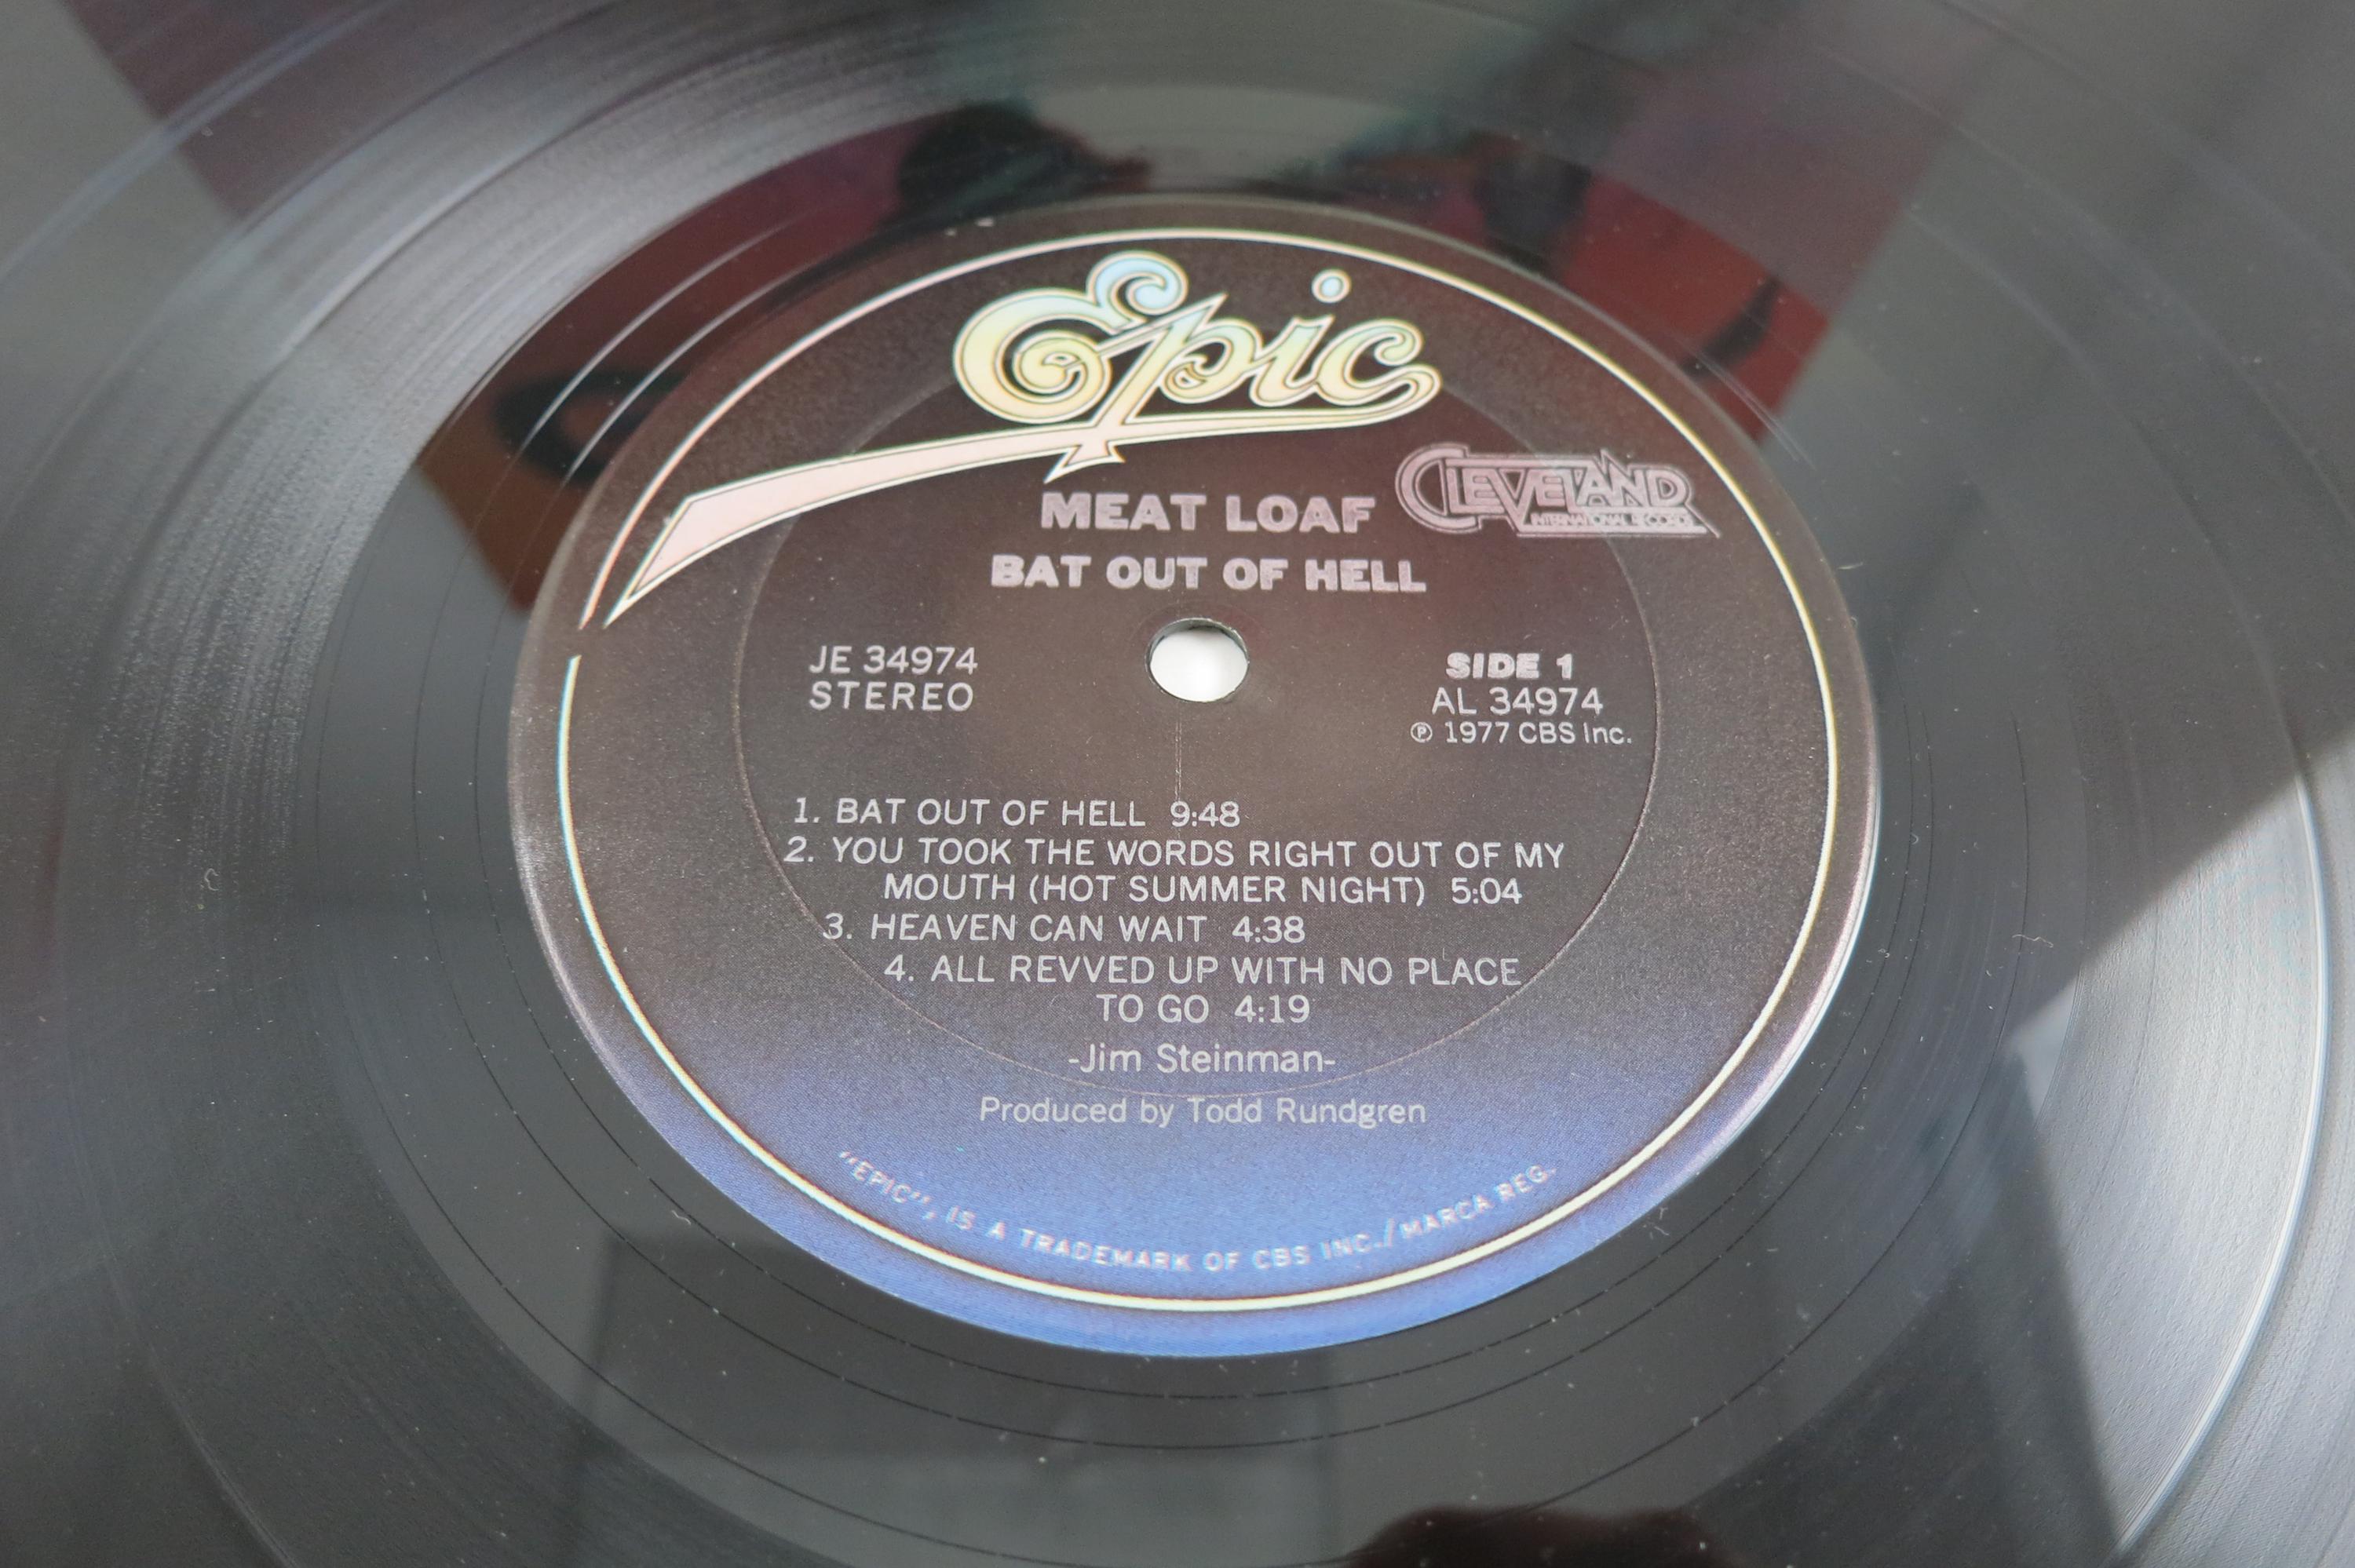 Epic
CLEVELAND
INTERNATIONAL RECORDS
MEAT LOAF
BAT OUT OF HELL
JE 34974
STEREO
SIDE 1
AL 34974
℗ 1977 CBS Inc.
1. BAT OUT OF HELL 9:48
2. YOU TOOK THE WORDS RIGHT OUT OF MY
MOUTH (HOT SUMMER NIGHT) 5:04
3. HEAVEN CAN WAIT 4:38
4. ALL REVVED UP WITH NO PLACE
TO GO 4:19
-Jim Steinman-
Produced by Todd Rundgren
"EPIC", IS A TRADEMARK OF CBS INC./MARCA REG.